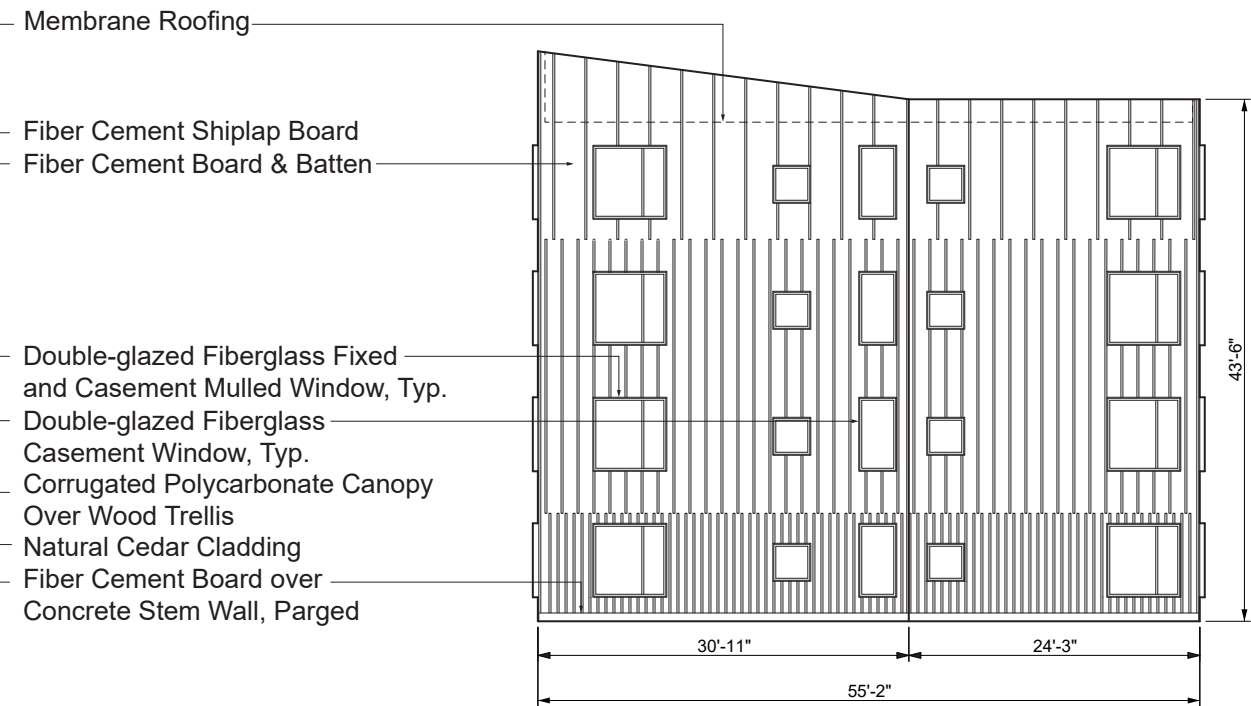 Membrane Roofing
Fiber Cement Shiplap Board
Fiber Cement Board & Batten
Double-glazed Fiberglass Fixed
and Casement Mulled Window, Typ.
Double-glazed Fiberglass
Casement Window, Typ.
Corrugated Polycarbonate Canopy
Over Wood Trellis
Natural Cedar Cladding
Fiber Cement Board over
Concrete Stem Wall, Parged
43'-6"
30'-11"
24'-3"
55'-2"